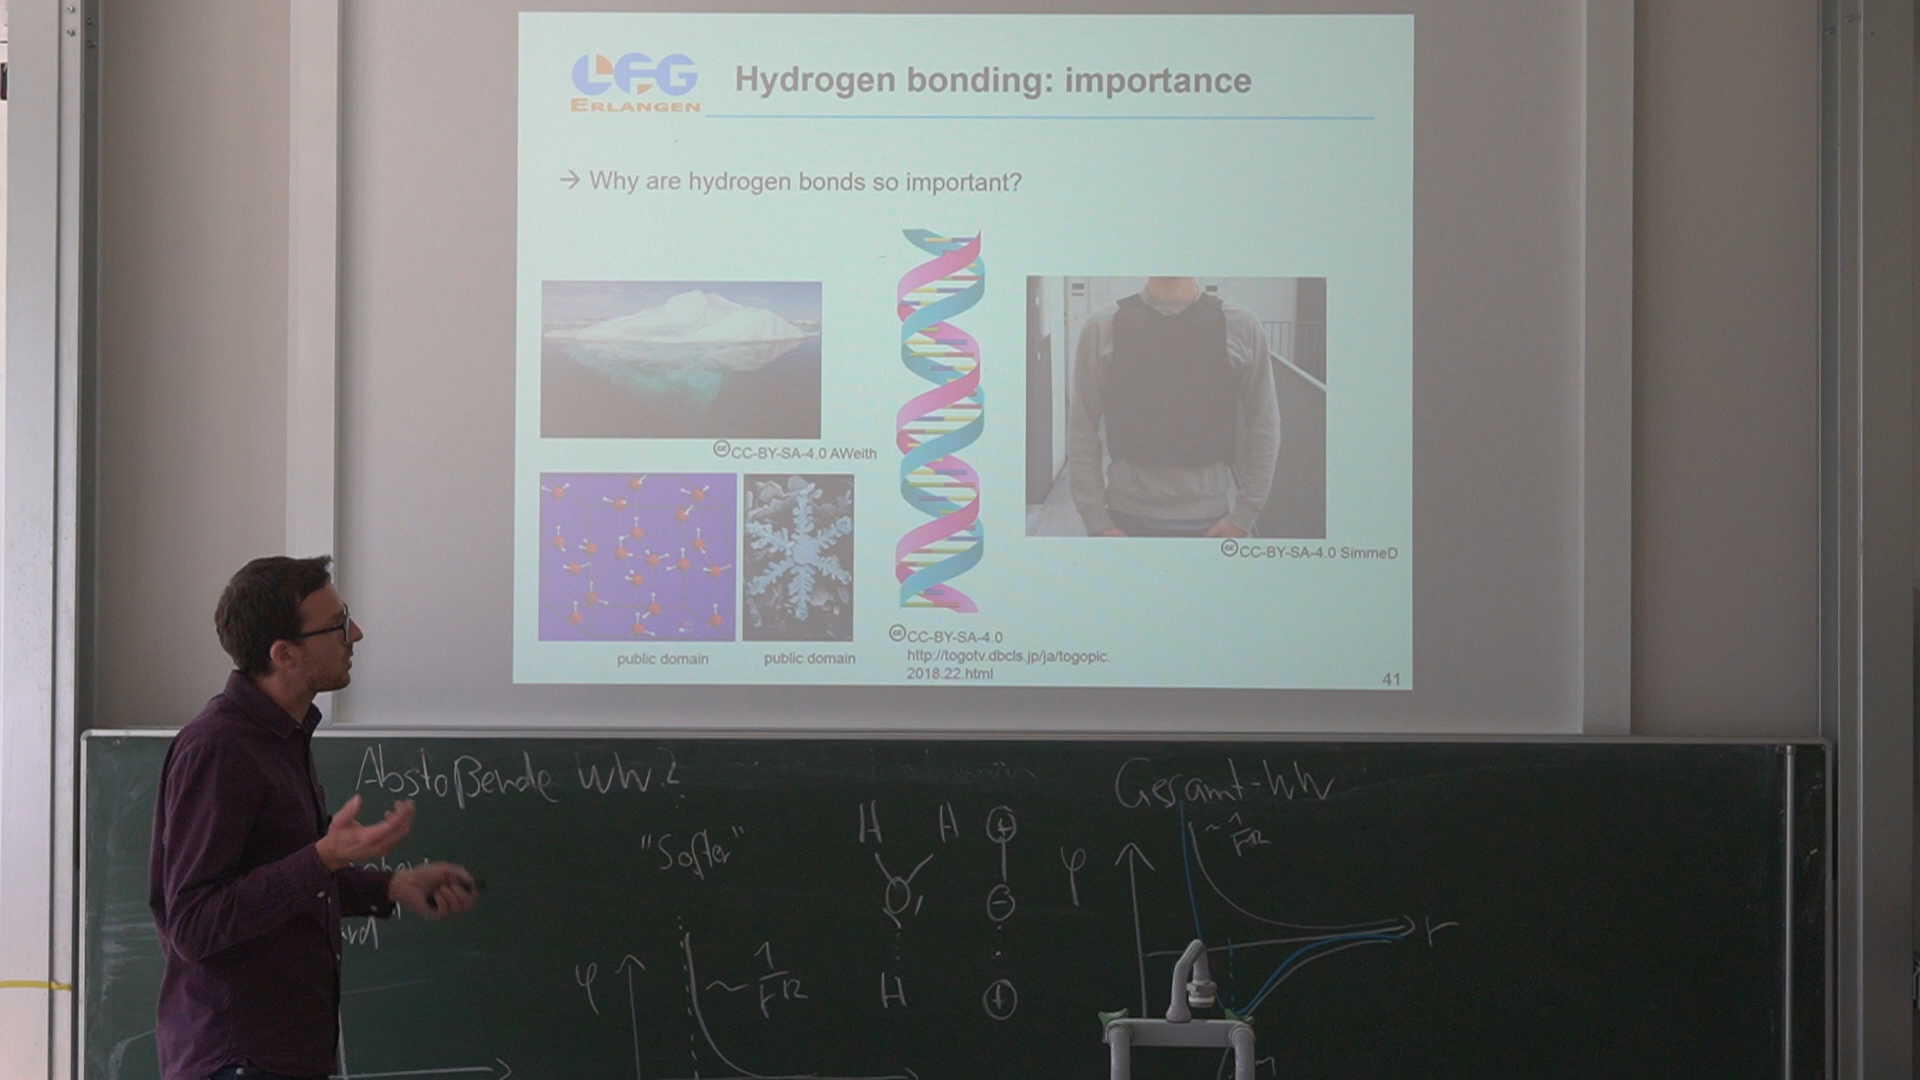 LFG
ERLANGEN
Hydrogen bonding: importance
→ Why are hydrogen bonds so important?
CC-BY-SA-4.0 AWeith
CC-BY-SA-4.0 SimmeD
public domain
public domain
CC-BY-SA-4.0
http://togotv.dbcls.jp/ja/togopic.
2018.22.html
41
Abstoßende WW?
"Softer"
φ
~ 1/r12
H H +
O -
H +
Gesamt-WW
φ
~ 1/r12
r